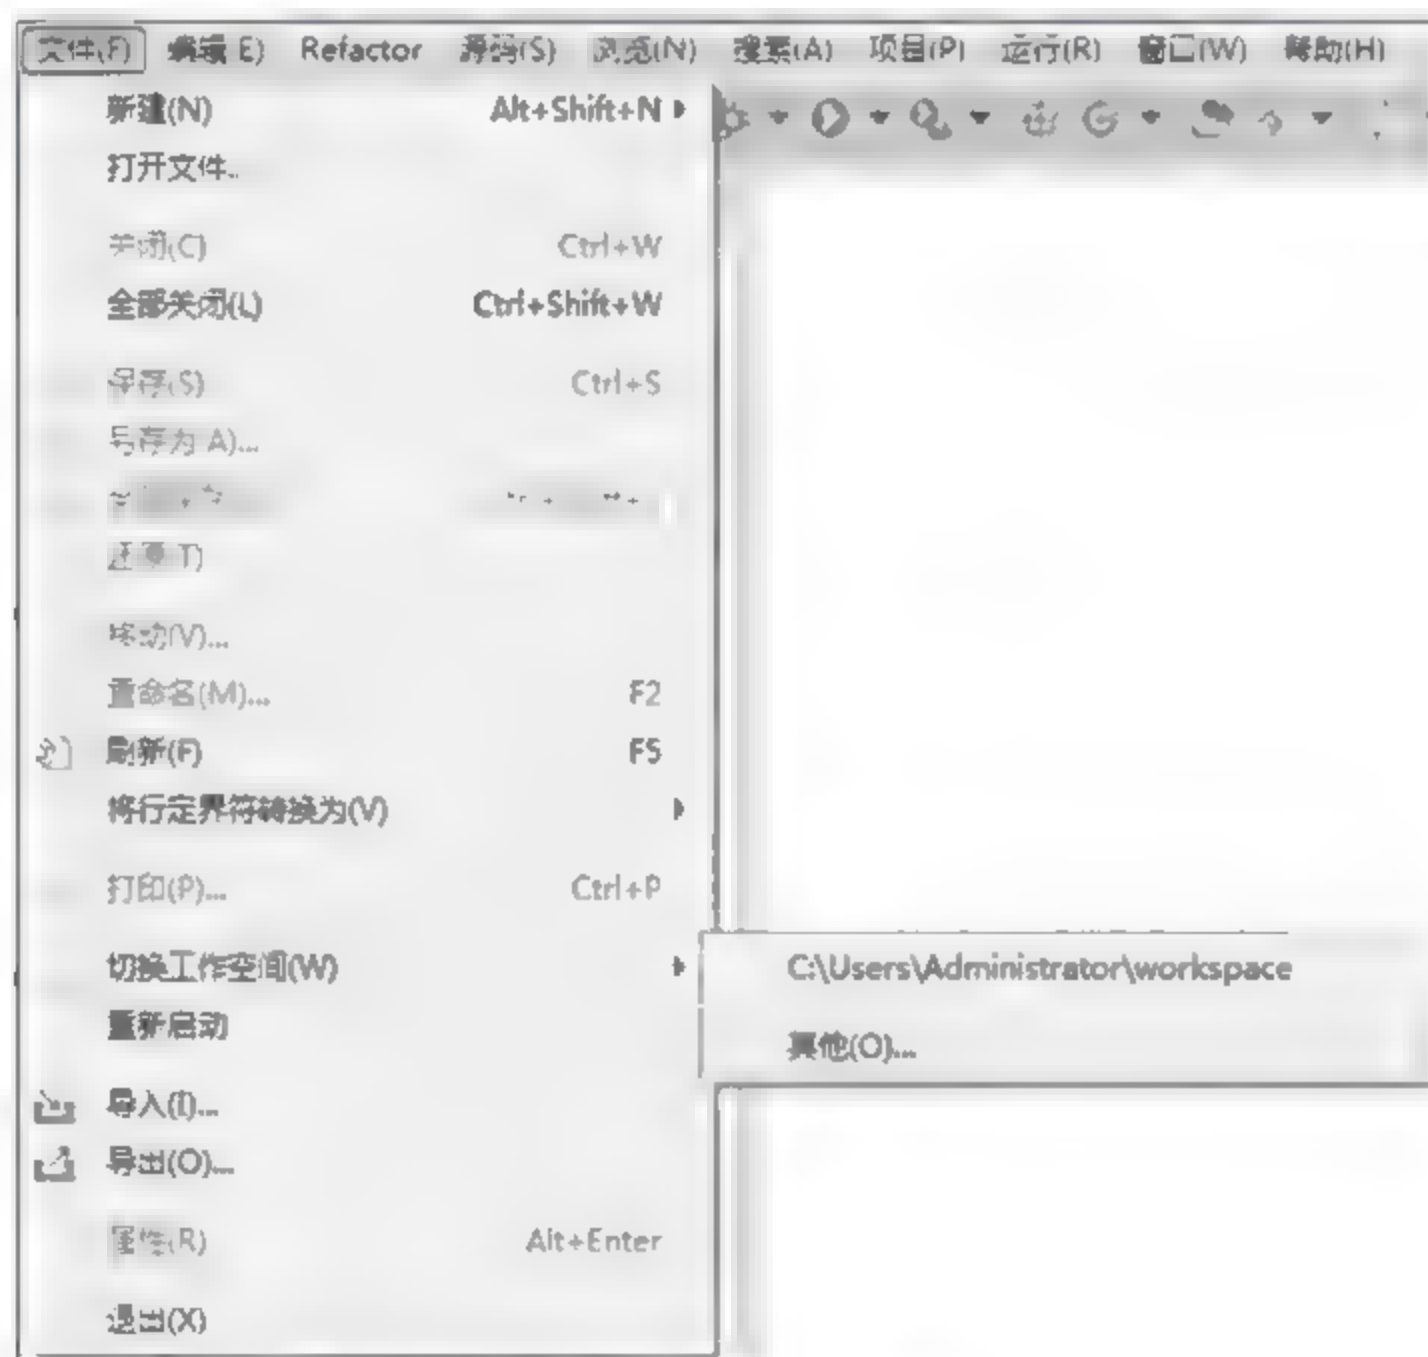 文件(F) 编辑 E) Refactor 源码(S) 浏览(N) 搜索(A) 项目(P) 运行(R) 窗口(W) 帮助(H)
新建(N) Alt+Shift+N
打开文件..
关闭(C) Ctrl+W
全部关闭(L) Ctrl+Shift+W
保存(S) Ctrl+S
另存为 A)...
还原 T)
移动(V)...
重命名(M)... F2
刷新(F) F5
将行定界符转换为(V)
打印(P)... Ctrl+P
切换工作空间(W)
C:\Users\Administrator\workspace
重新启动
其他(O)...
导入(I)...
导出(O)...
属性(R) Alt+Enter
退出(X)